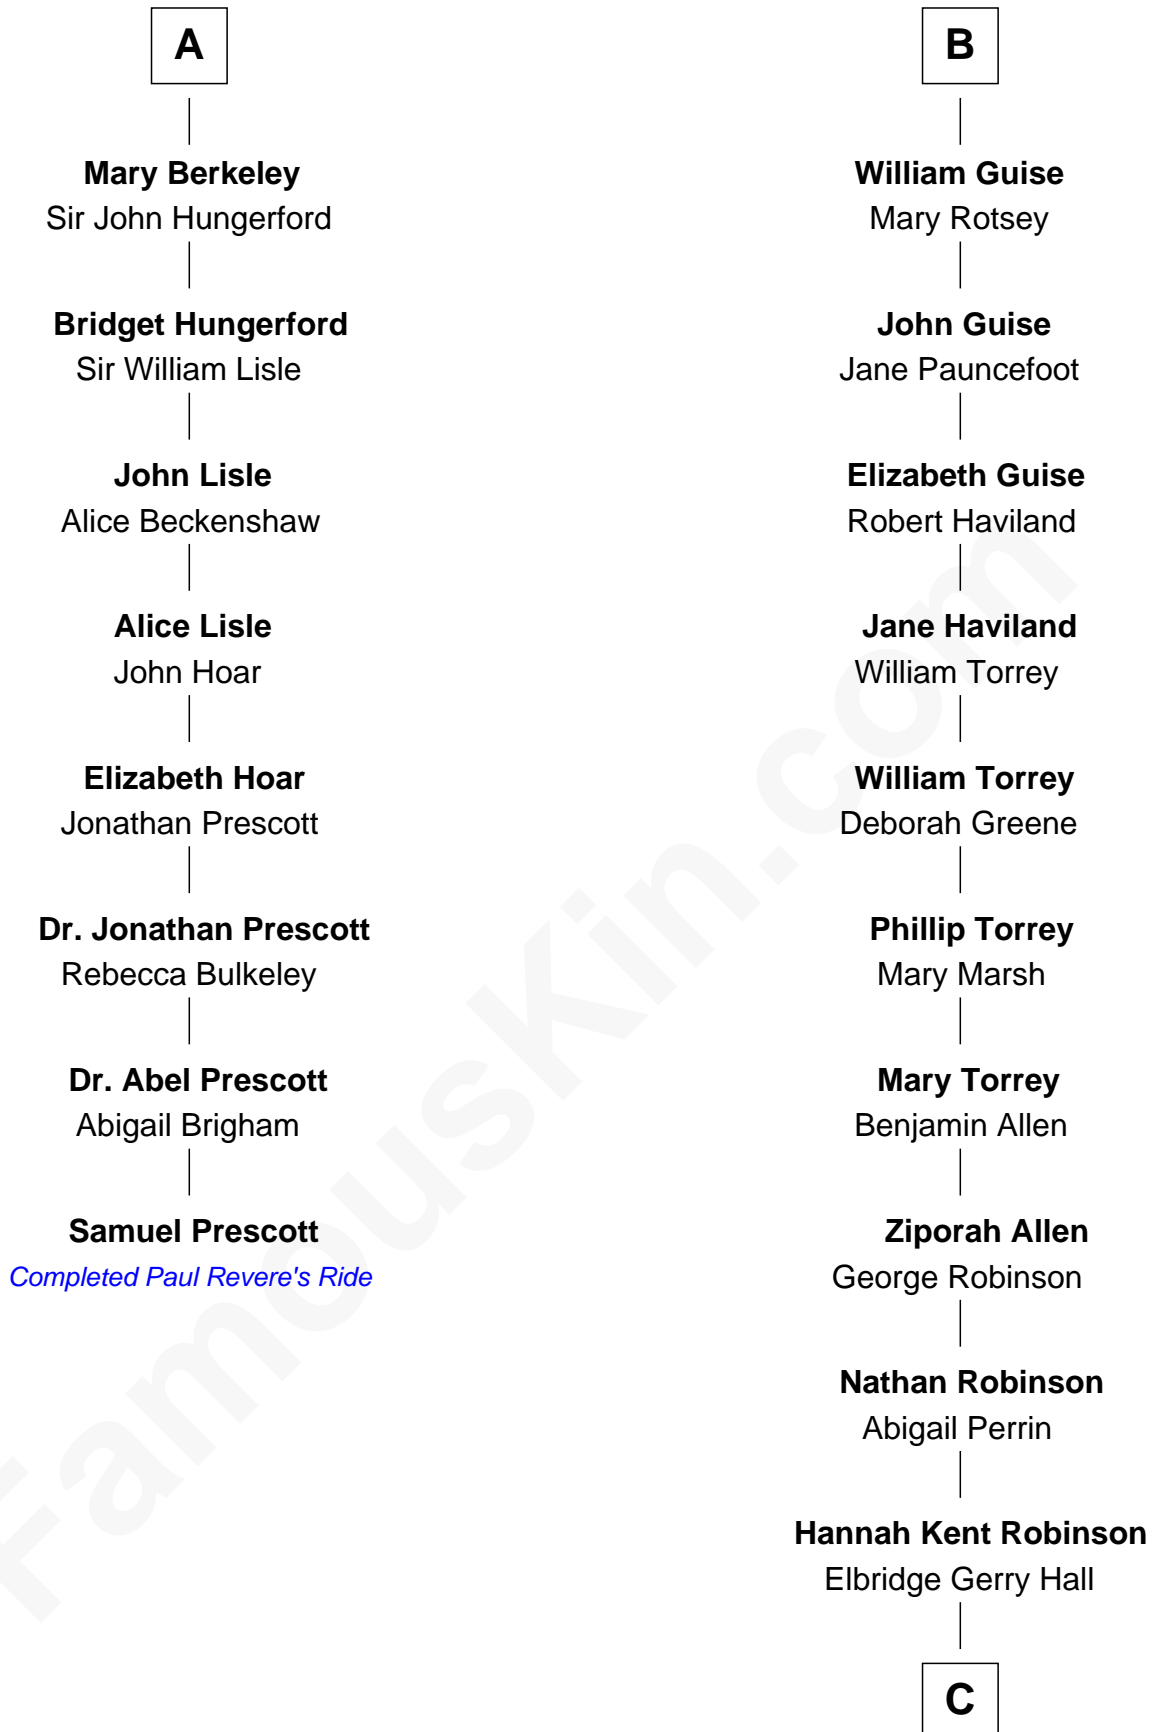 A
Mary Berkeley
Sir John Hungerford
Bridget Hungerford
Sir William Lisle
John Lisle
Alice Beckenshaw
Alice Lisle
John Hoar
Elizabeth Hoar
Jonathan Prescott
Dr. Jonathan Prescott
Rebecca Bulkeley
Dr. Abel Prescott
Abigail Brigham
Samuel Prescott
Completed Paul Revere's Ride
B
William Guise
Mary Rotsey
John Guise
Jane Pauncefoot
Elizabeth Guise
Robert Haviland
Jane Haviland
William Torrey
William Torrey
Deborah Greene
Phillip Torrey
Mary Marsh
Mary Torrey
Benjamin Allen
Ziporah Allen
George Robinson
Nathan Robinson
Abigail Perrin
Hannah Kent Robinson
Elbridge Gerry Hall
C
FamousKin.com